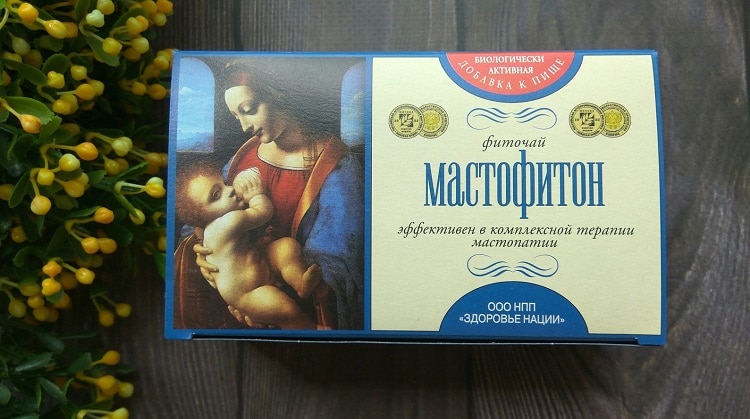 БИОЛОГИЧЕСКИ
АКТИВНАЯ
ДОБАВКА К ПИЩЕ
фиточай
МАСТОФИТОН
эффективен в комплексной терапии
мастопатии
ООО НПП
«ЗДОРОВЬЕ НАЦИИ»